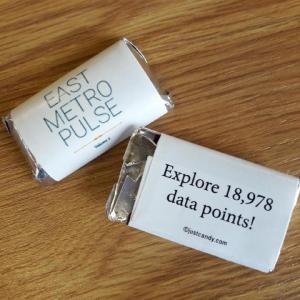 EAST
METRO
PULSE
Explore 18,978
data points!
©justcandy.com